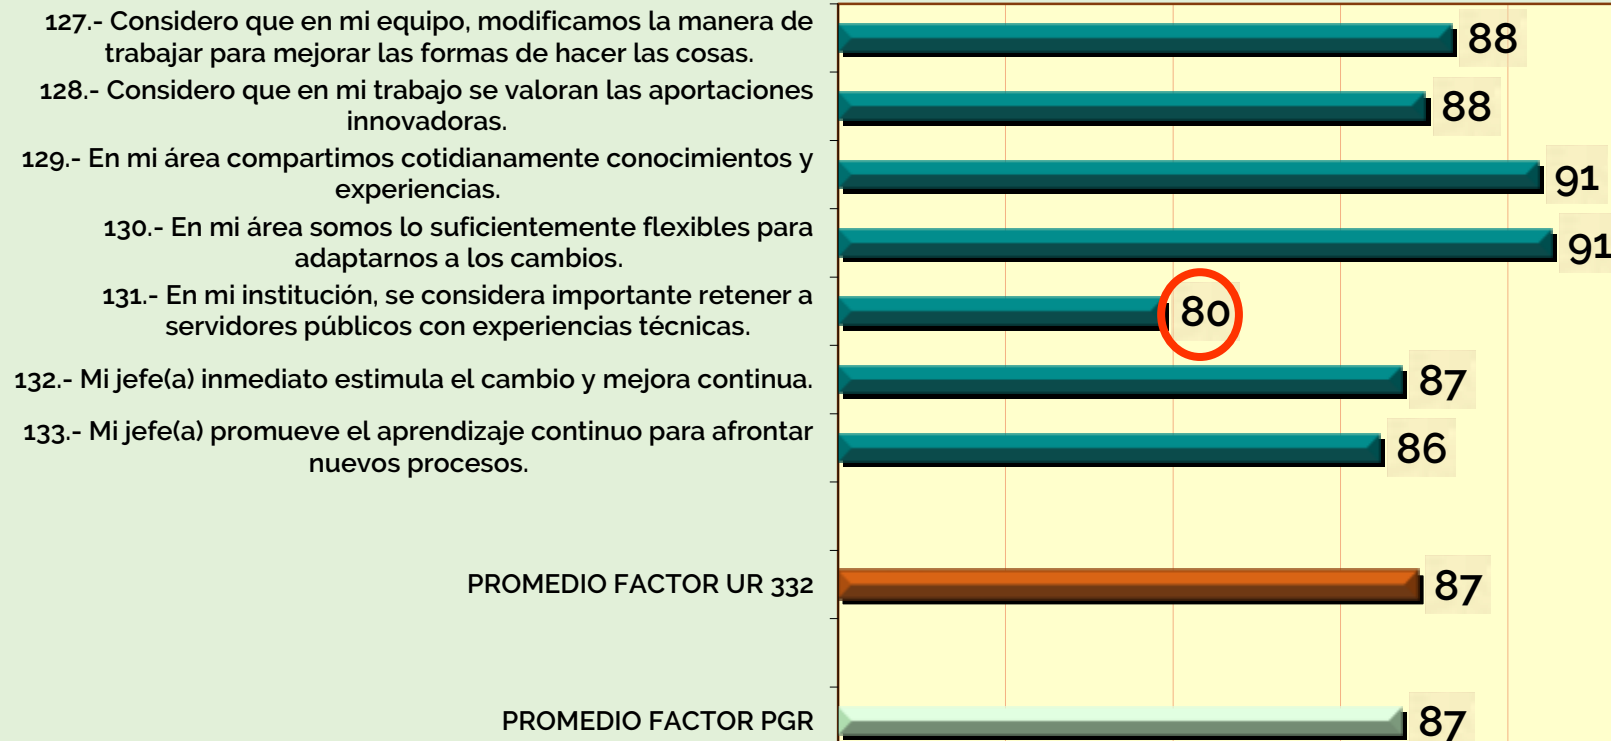 127.- Considero que en mi equipo, modificamos la manera de
trabajar para mejorar las formas de hacer las cosas.
88
128.- Considero que en mi trabajo se valoran las aportaciones
innovadoras.
88
129.- En mi área compartimos cotidianamente conocimientos y
experiencias.
91
130.- En mi área somos lo suficientemente flexibles para
adaptarnos a los cambios.
91
131.- En mi institución, se considera importante retener a
servidores públicos con experiencias técnicas.
80
132.- Mi jefe(a) inmediato estimula el cambio y mejora continua.
87
133.- Mi jefe(a) promueve el aprendizaje continuo para afrontar
nuevos procesos.
86
PROMEDIO FACTOR UR 332
87
PROMEDIO FACTOR PGR
87